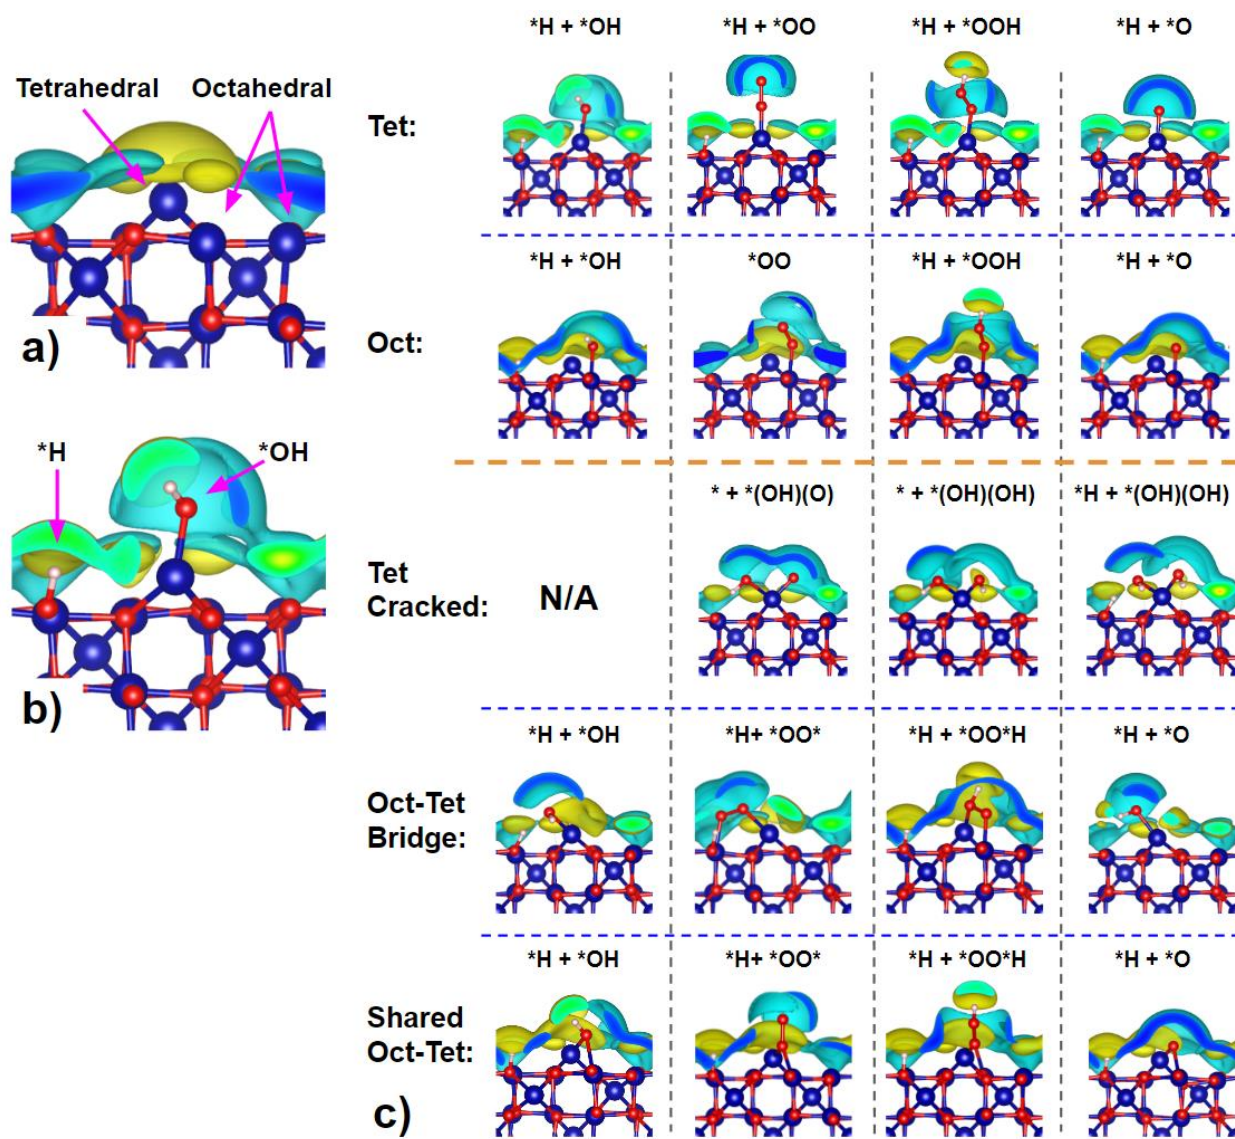 Tetrahedral Octahedral
a)
*H *OH
b)
*H + *OH *H + *OO *H + *OOH *H + *O
Tet:
*H + *OH *OO *H + *OOH *H + *O
Oct:
* + *(OH)(O) * + *(OH)(OH) *H + *(OH)(OH)
Tet
Cracked: N/A
*H + *OH *H+ *OO* *H + *OO*H *H + *O
Oct-Tet
Bridge:
*H + *OH *H+ *OO* *H + *OO*H *H + *O
Shared
Oct-Tet:
c)